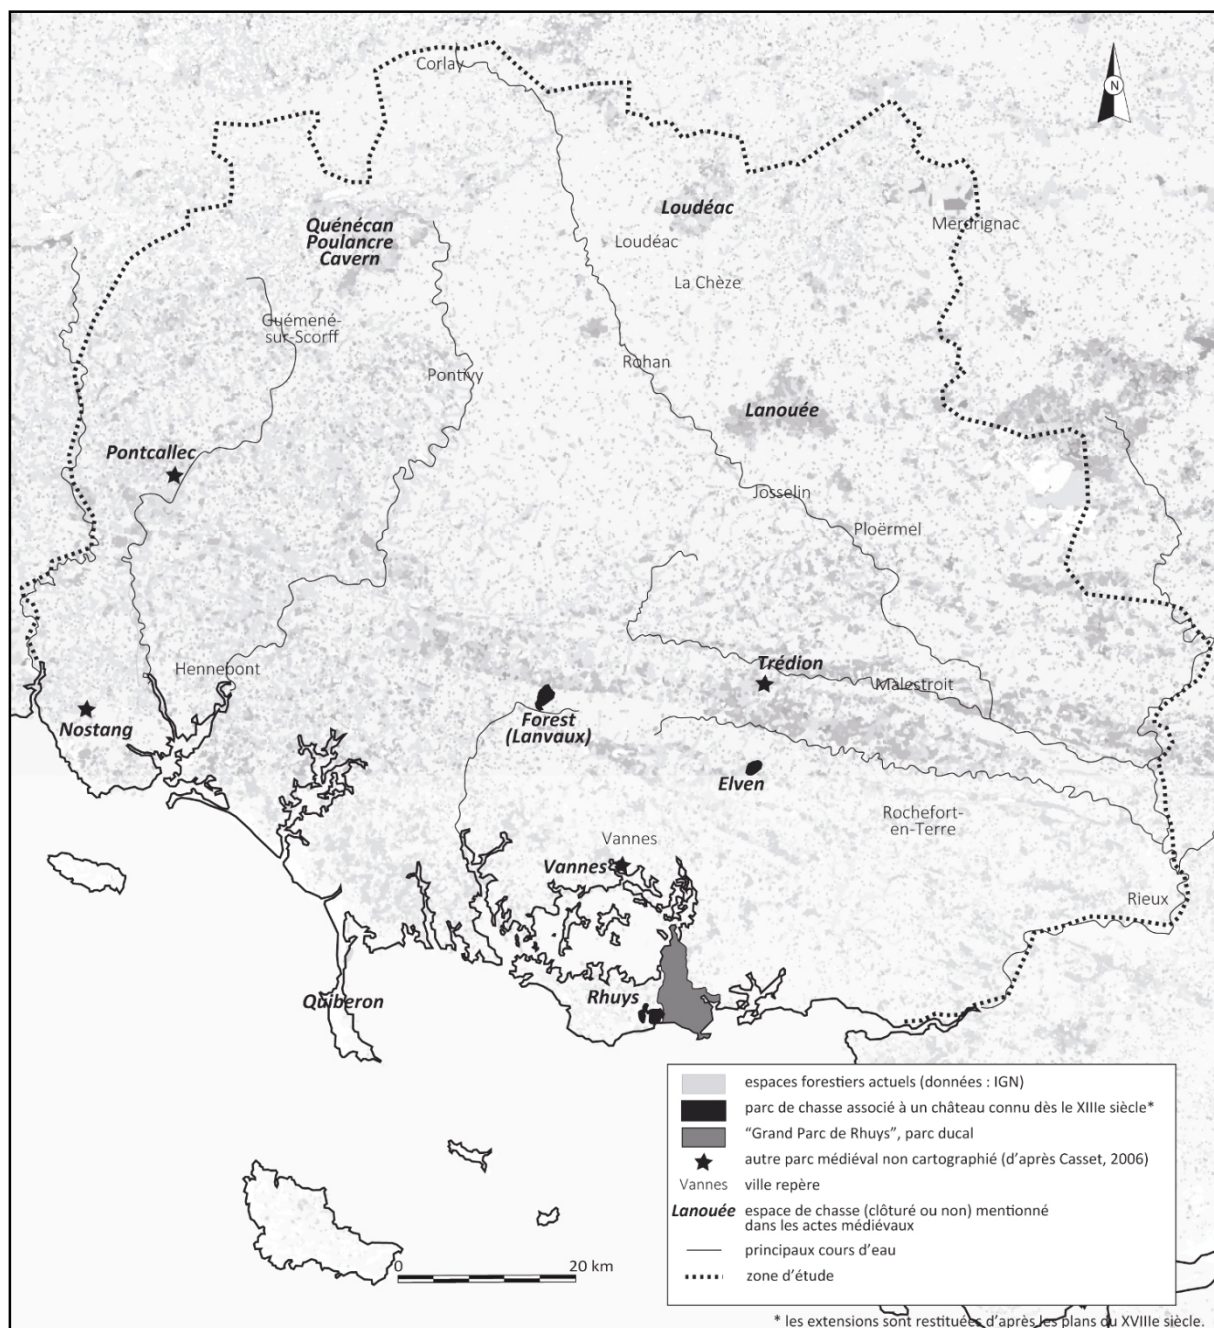 Corlay
N
Loudéac
Merdrignac
Quénécan
Poulancre
Cavern
Loudéac
La Chèze
Guémené-
sur-Scorff
Rohan
Pontivy
Lanouée
Pontcallec
Josselin
Ploërmel
Hennebont
Trédion
Malestroit
Nostang
Forest
(Lanvaux)
Elven
Rochefort-
en-Terre
Vannes
Vannes
Rieux
Quiberon
Rhuys
espaces forestiers actuels (données : IGN)
parc de chasse associé à un château connu dès le XIIIe siècle*
“Grand Parc de Rhuys”, parc ducal
autre parc médiéval non cartographié (d’après Casset, 2006)
Vannes ville repère
Lanouée espace de chasse (clôturé ou non) mentionné
dans les actes médiévaux
principaux cours d’eau
zone d’étude
0 20 km
* les extensions sont restituées d’après les plans du XVIIIe siècle.